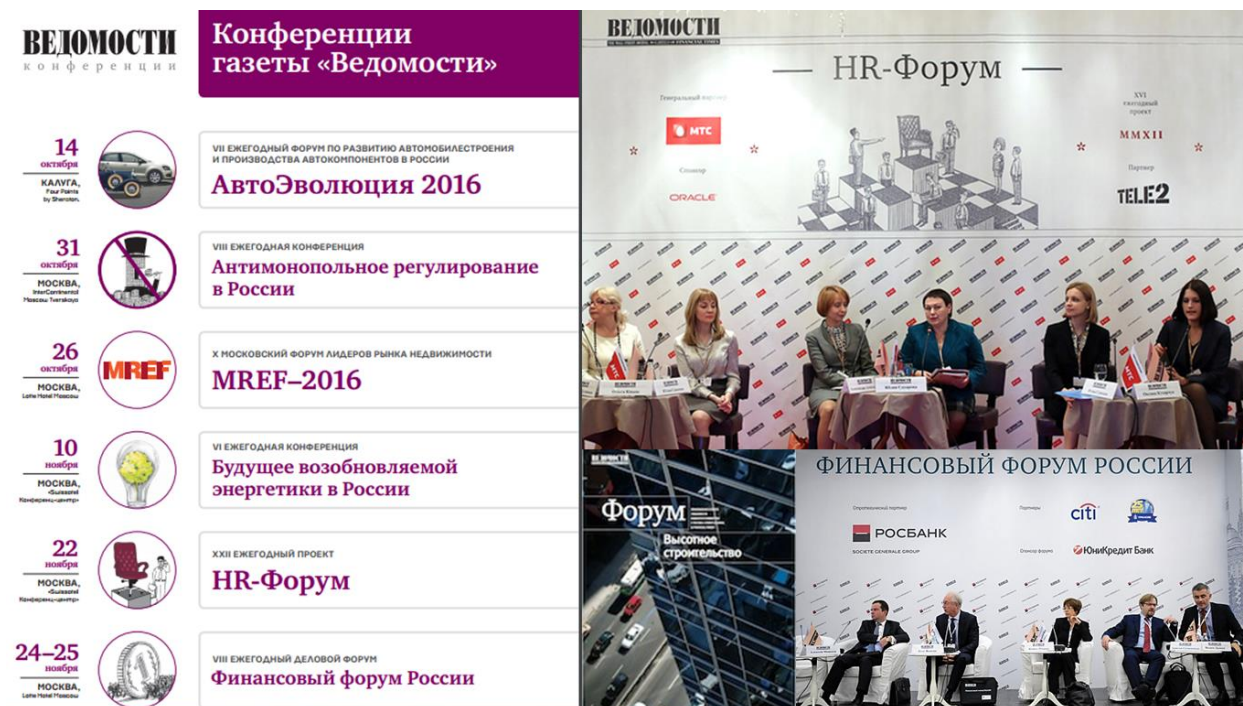 ВЕДОМОСТИ
конференции
Конференции
газеты «Ведомости»
14
октября
КАЛУГА,
Four Points
by Sheraton.
VII ЕЖЕГОДНЫЙ ФОРУМ ПО РАЗВИТИЮ АВТОМОБИЛЕСТРОЕНИЯ
И ПРОИЗВОДСТВА АВТОКОМПОНЕНТОВ В РОССИИ
АвтоЭволюция 2016
31
октября
МОСКВА,
InterContinental
Moscow Tverskaya
VIII ЕЖЕГОДНАЯ КОНФЕРЕНЦИЯ
Антимонопольное регулирование
в России
26
октября
МОСКВА,
Lotte Hotel Moscow
MREF
X МОСКОВСКИЙ ФОРУМ ЛИДЕРОВ РЫНКА НЕДВИЖИМОСТИ
MREF–2016
10
ноября
МОСКВА,
«Swissotel
Конференц-центр»
VI ЕЖЕГОДНАЯ КОНФЕРЕНЦИЯ
Будущее возобновляемой
энергетики в России
22
ноября
МОСКВА,
«Swissotel
Конференц-центр»
XXII ЕЖЕГОДНЫЙ ПРОЕКТ
HR-Форум
24–25
ноября
МОСКВА,
Lotte Hotel Moscow
VIII ЕЖЕГОДНЫЙ ДЕЛОВОЙ ФОРУМ
Финансовый форум России
ВЕДОМОСТИ
HR-Форум
Генеральный партнер
МТС
Спонсор
ORACLE
XVI
ежегодный
проект
MMXII
Партнер
TELE2
МТС
ВЕДОМОСТИ
Форум
Высотное
строительство
ФИНАНСОВЫЙ ФОРУМ РОССИИ
Стратегический партнер
РОСБАНК
SOCIETE GENERALE GROUP
Партнеры
citi
Спонсор форума
ЮниКредит Банк